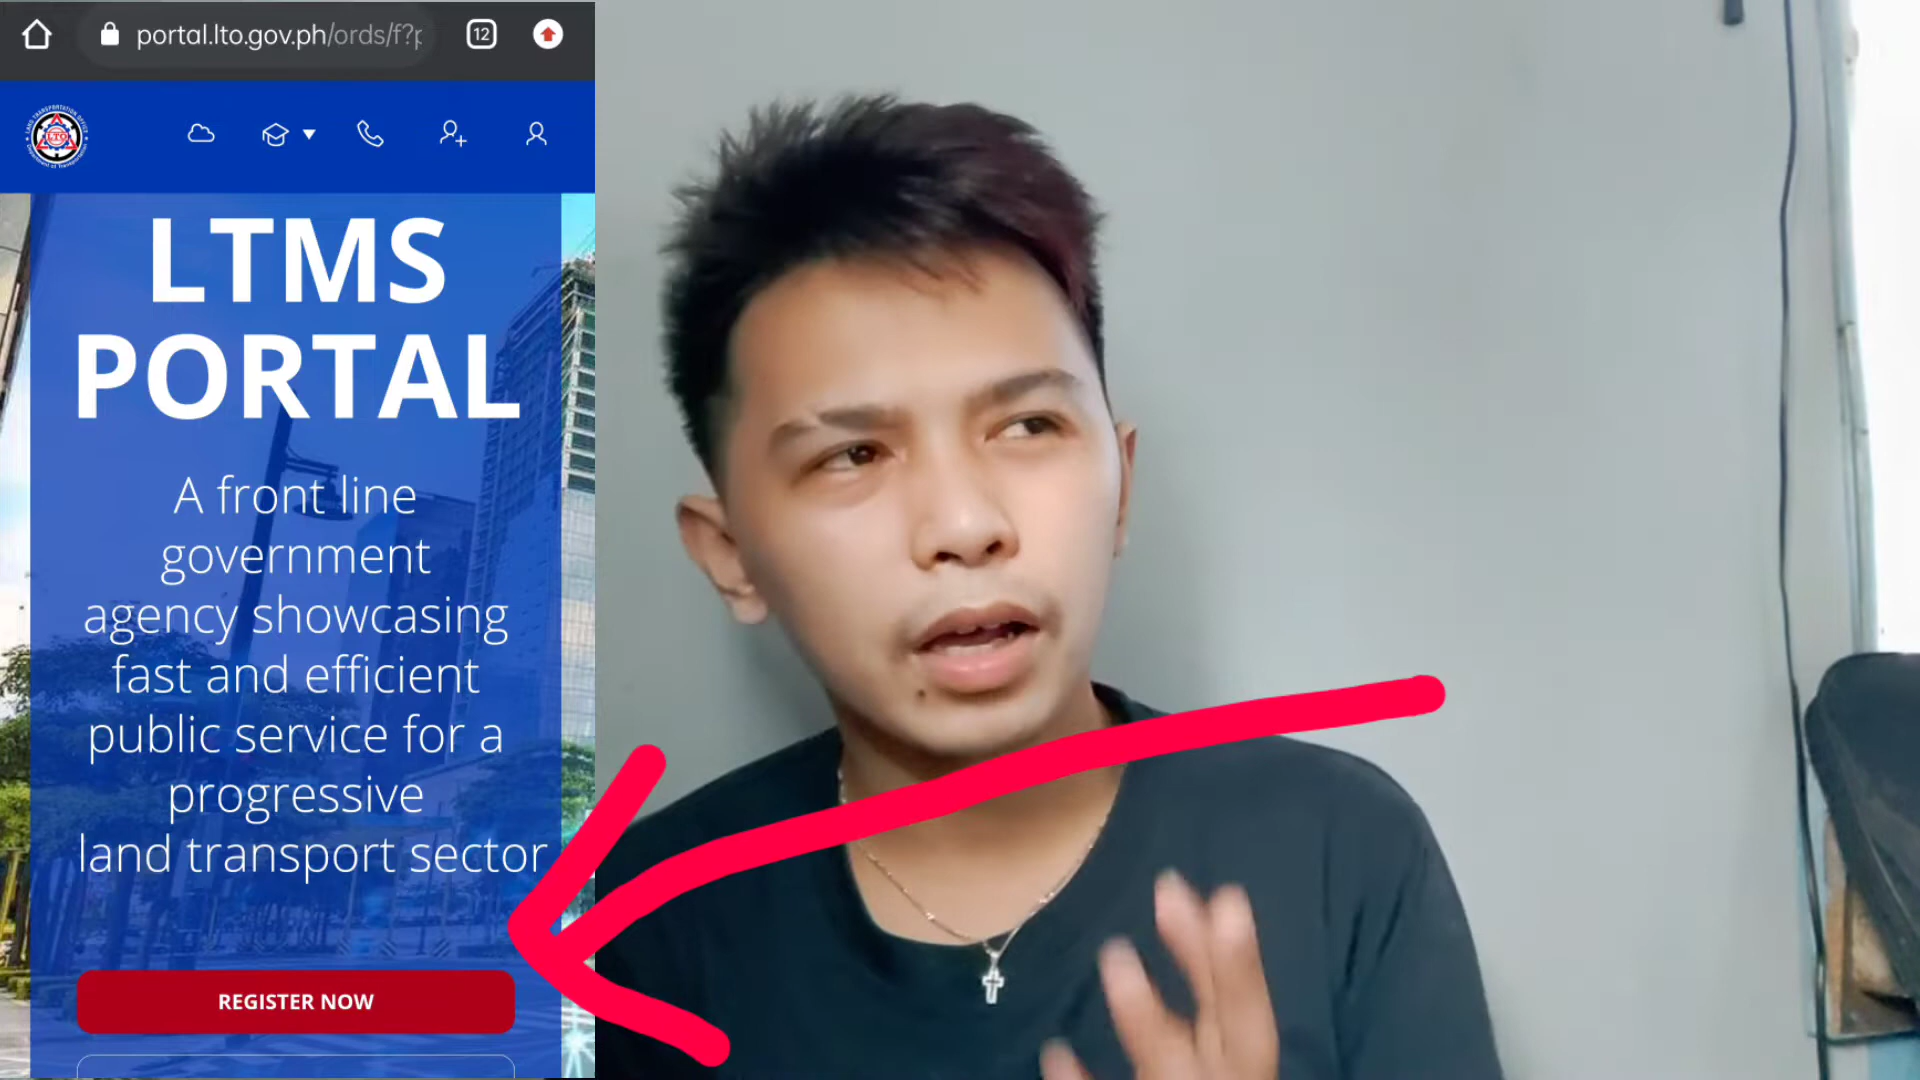 portal.lto.gov.ph/ords/f?p
12
LTO
LTMS
PORTAL
A front line
government
agency showcasing
fast and efficient
public service for a
progressive
land transport sector
REGISTER NOW